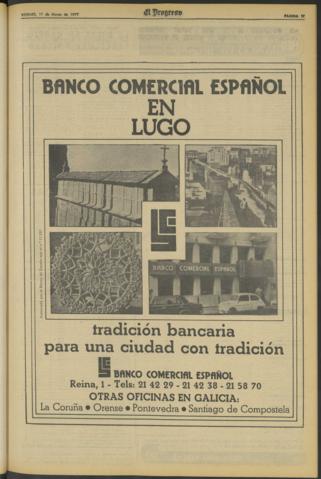 El Progreso
BANCO COMERCIAL ESPAÑOL
EN
LUGO
BANCO COMERCIAL ESPAÑOL
tradición bancaria
para una ciudad con tradición
BANCO COMERCIAL ESPAÑOL
Reina, 1 - Tels: 21 42 29 - 21 42 38 - 21 58 70
OTRAS OFICINAS EN GALICIA:
La Coruña ● Orense ● Pontevedra ● Santiago de Compostela